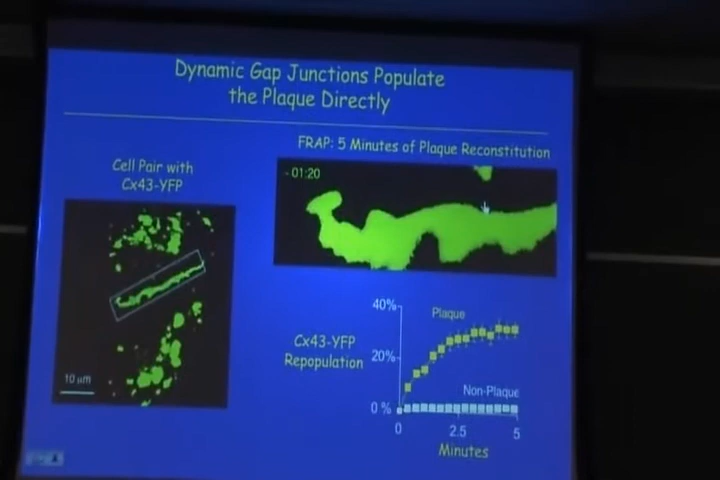 Dynamic Gap Junctions Populate
the Plaque Directly
FRAP: 5 Minutes of Plaque Reconstitution
Cell Pair with
Cx43-YFP
- 01:20
10 µm
Cx43-YFP
Repopulation
40%
20%
0 %
Plaque
Non-Plaque
0
2.5
5
Minutes